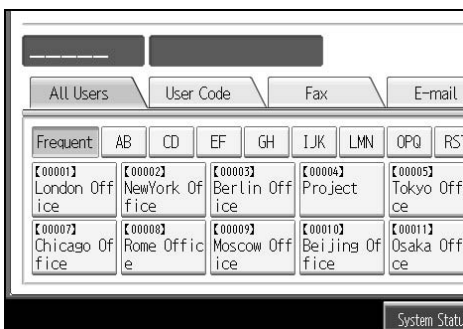 _ _ _ _ _
All Users User Code Fax E-mail
Frequent AB CD EF GH IJK LMN OPQ RST
【00001】 【00002】 【00003】 【00004】 【00005】
London Off NewYork Of Berlin Off Project Tokyo Off
ice fice ice ce
【00007】 【00008】 【00009】 【00010】 【00011】
Chicago Of Rome Offic Moscow Off Beijing Of Osaka Off
fice e ice fice ce
System Statu